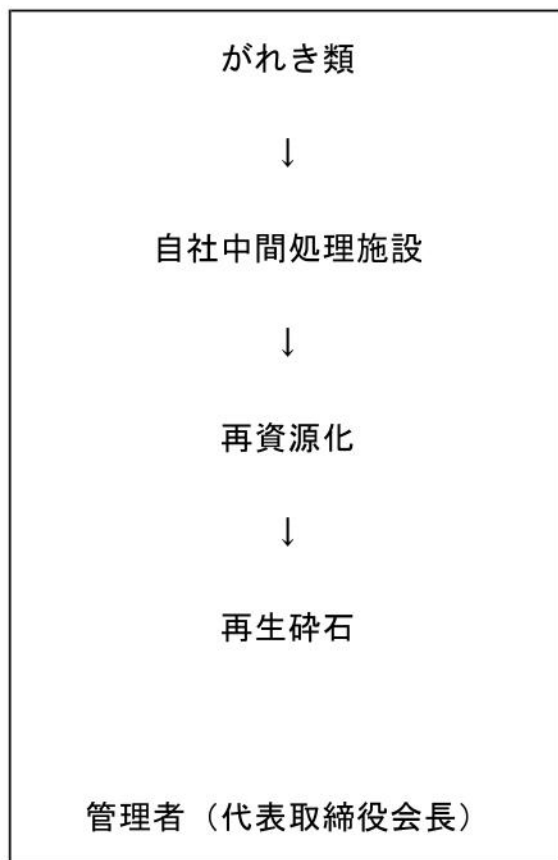 がれき類
↓
自社中間処理施設
↓
再資源化
↓
再生砕石
管理者（代表取締役会長）